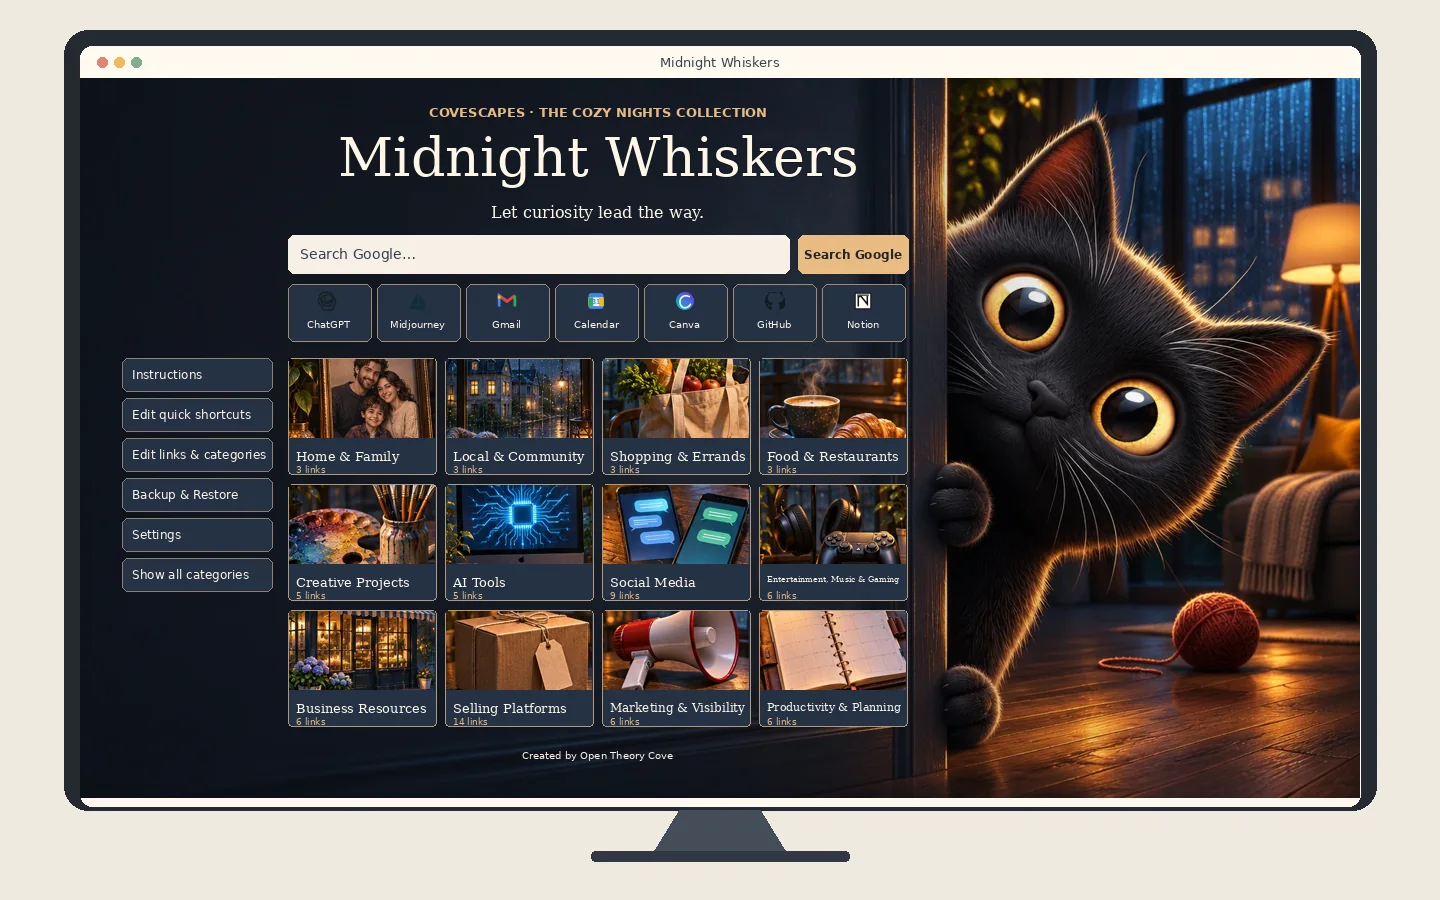 Midnight Whiskers
COVESCAPES · THE COZY NIGHTS COLLECTION
Midnight Whiskers
Let curiosity lead the way.
Search Google...
Search Google
ChatGPT
Midjourney
Gmail
31
Calendar
Canva
GitHub
Notion
Instructions
Edit quick shortcuts
Edit links & categories
Backup & Restore
Settings
Show all categories
Home & Family
3 links
Local & Community
3 links
Shopping & Errands
3 links
Food & Restaurants
3 links
Creative Projects
5 links
AI Tools
5 links
Social Media
9 links
Entertainment, Music & Gaming
6 links
Business Resources
6 links
Selling Platforms
14 links
Marketing & Visibility
6 links
Productivity & Planning
6 links
Created by Open Theory Cove